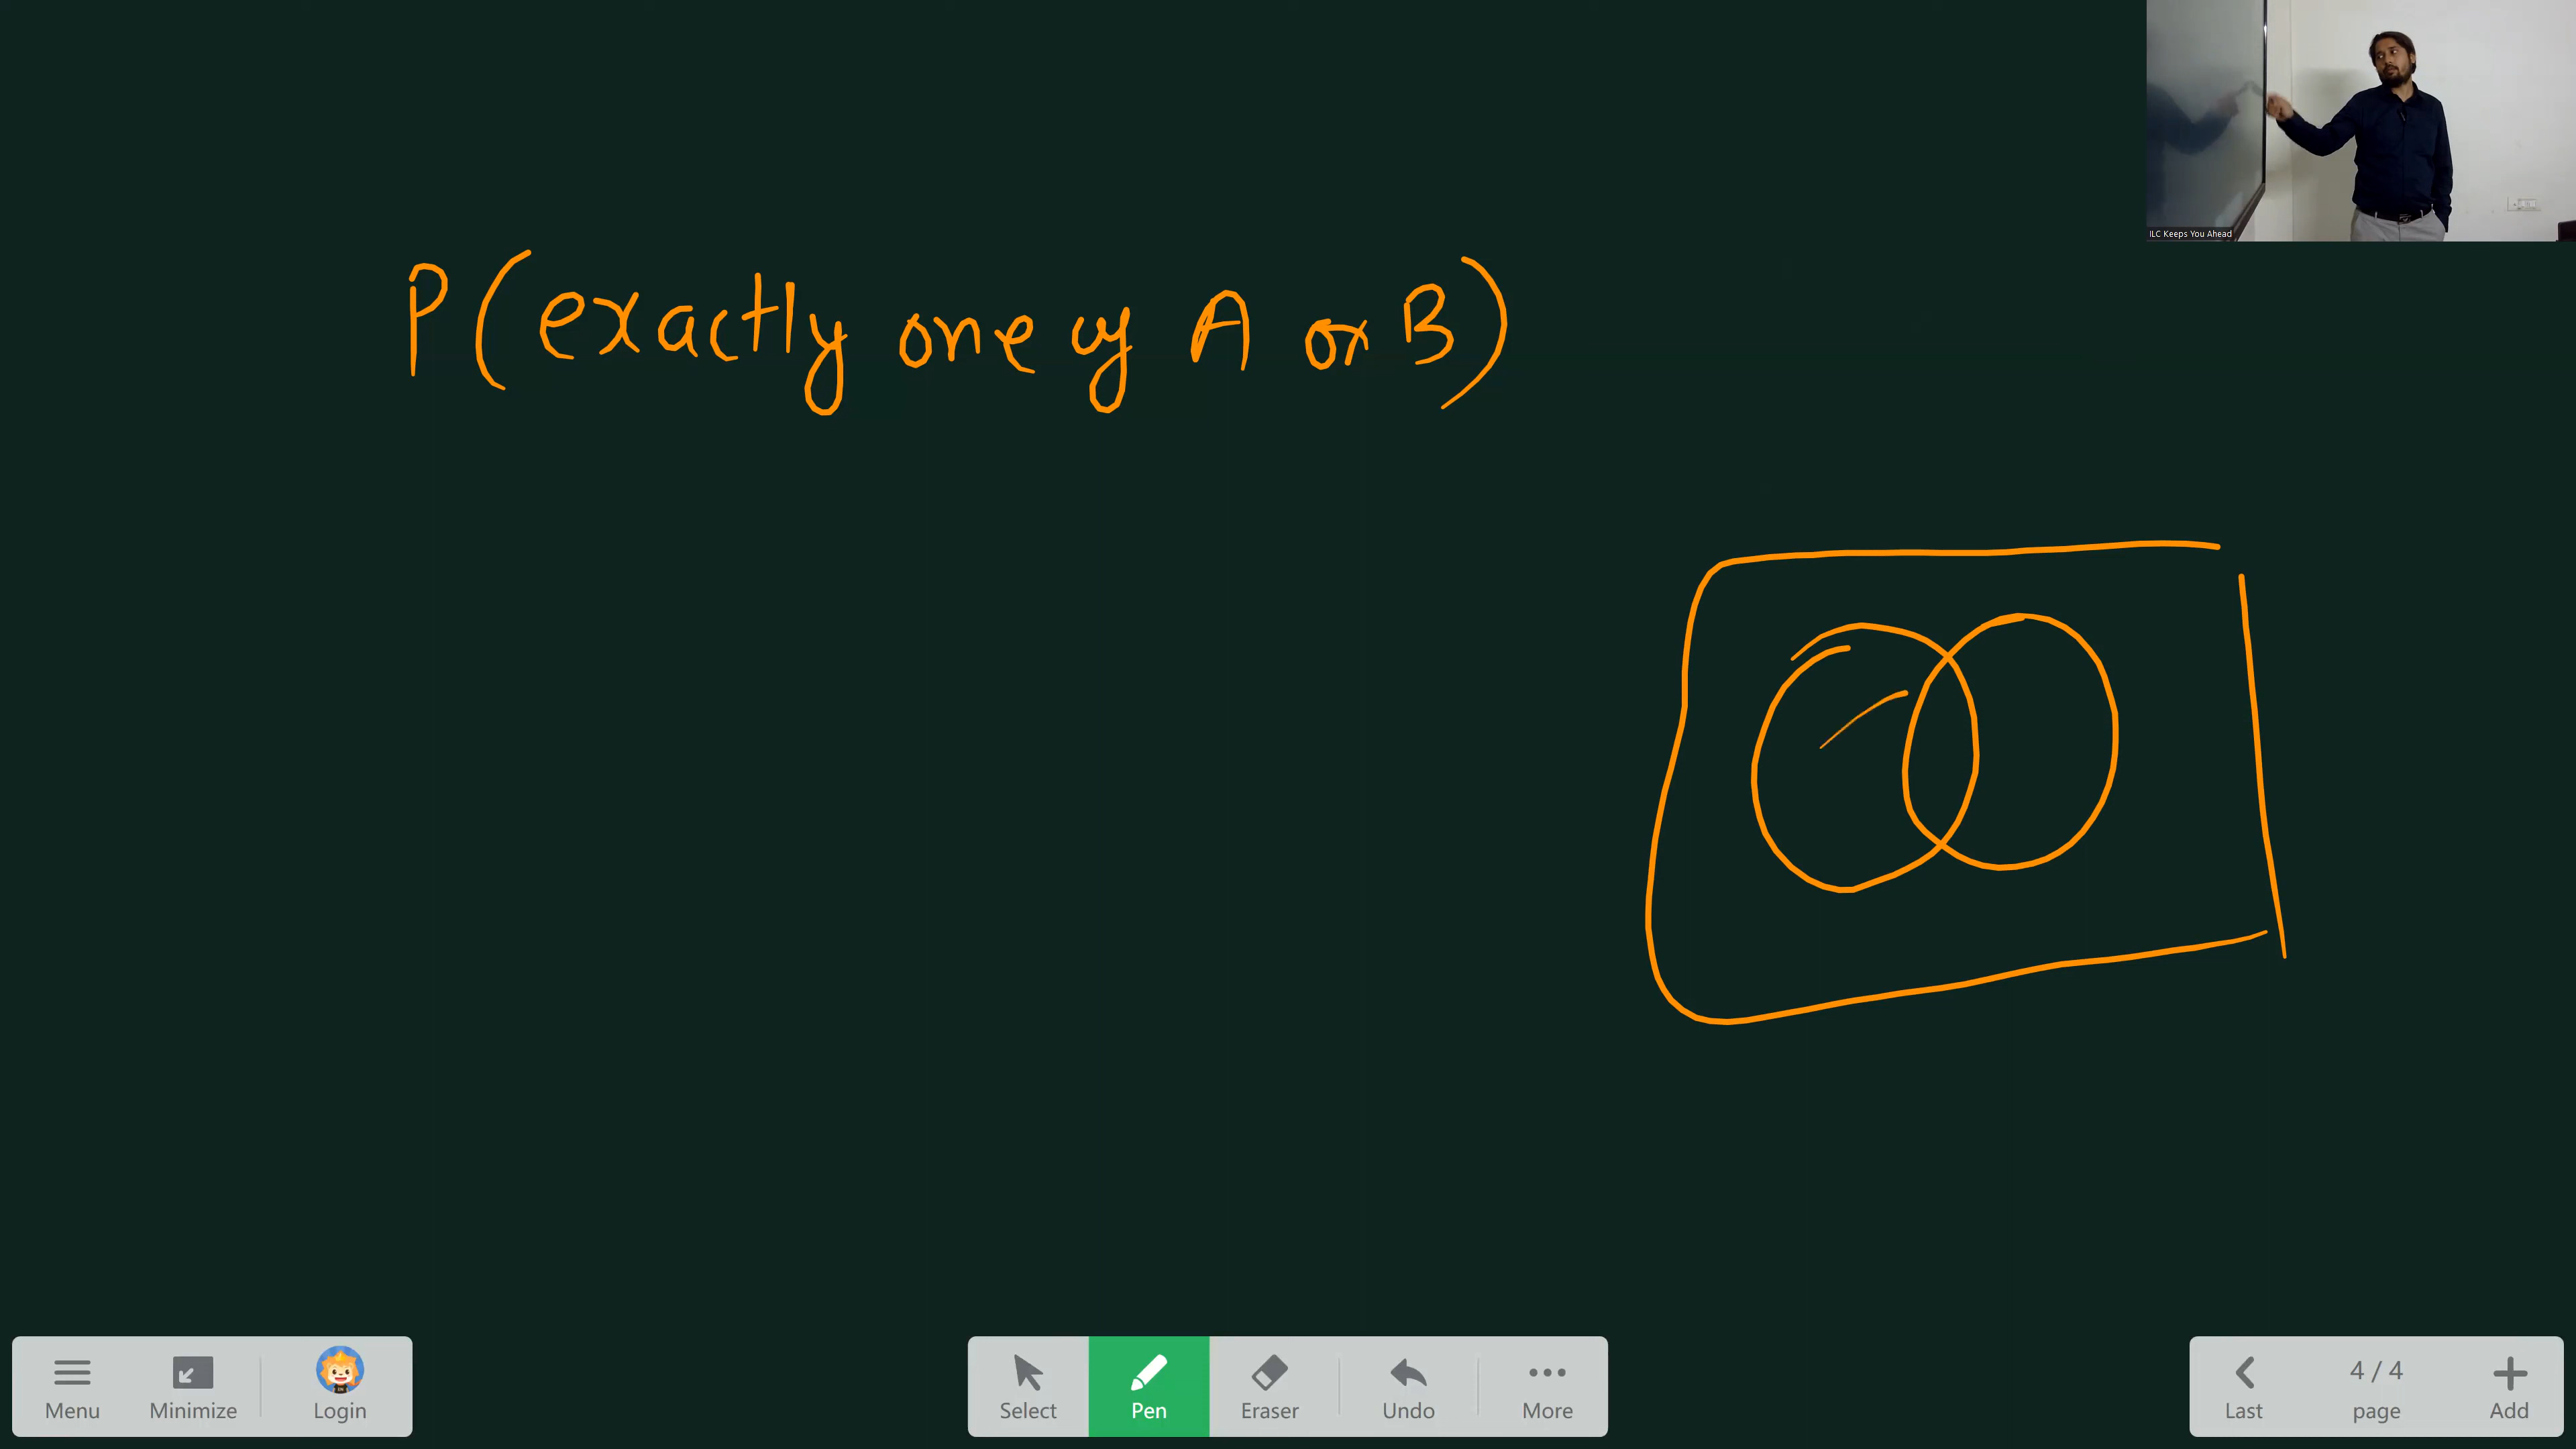 ILC Keeps You Ahead
P(exactly one of A or B)
Menu
Minimize
Login
Select
Pen
Eraser
Undo
More
Last
4 / 4
page
Add